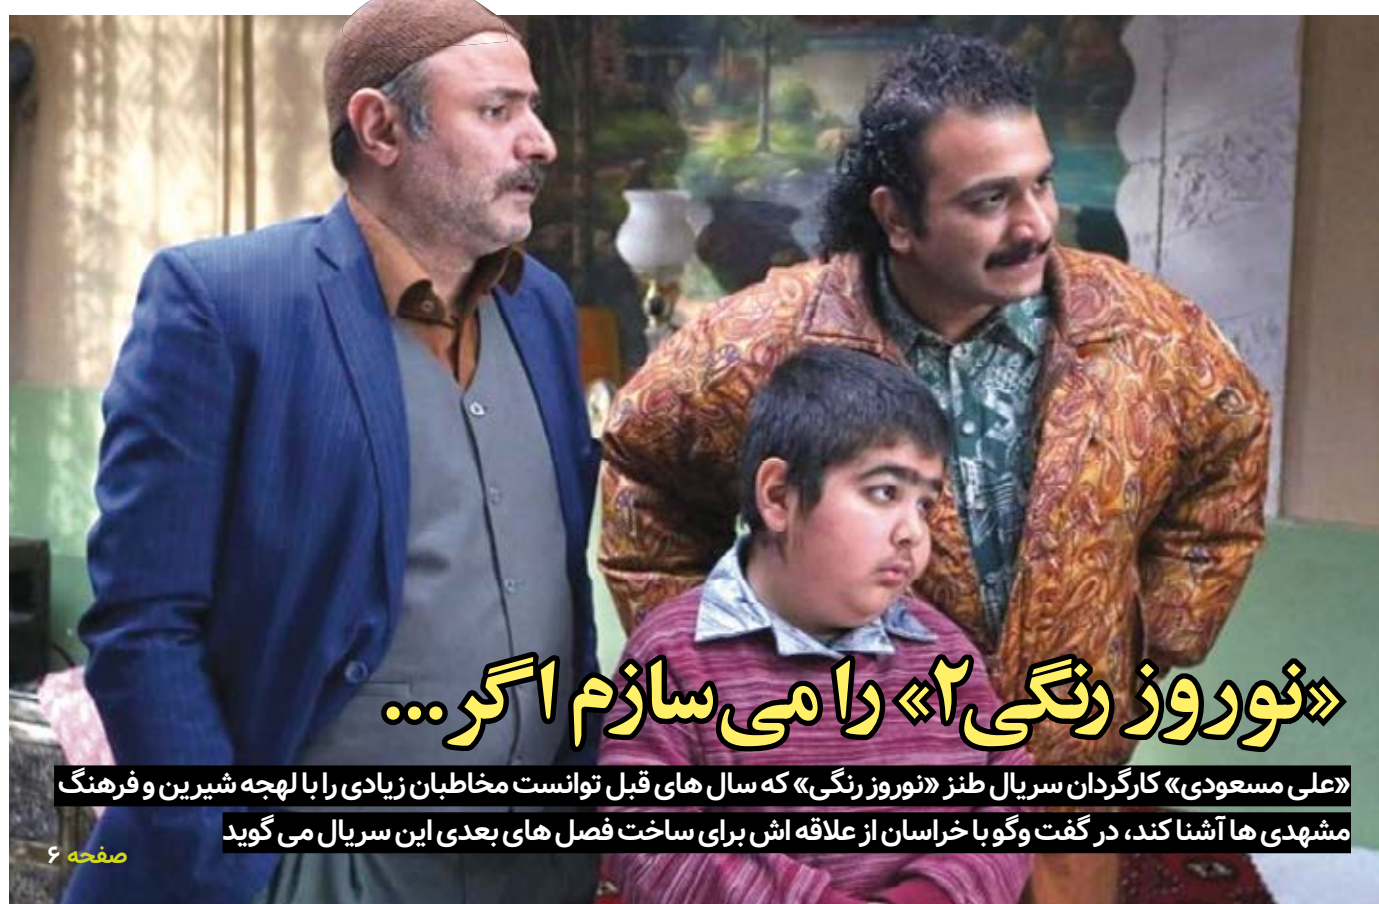 «نوروز رنگی۲» را می‌سازم اگر...
«علی مسعودی» کارگردان سریال طنز «نوروز رنگی» که سال های قبل توانست مخاطبان زیادی را با لهجه شیرین و فرهنگ
مشهدی ها آشنا کند، در گفت وگو با خراسان از علاقه اش برای ساخت فصل های بعدی این سریال می گوید
صفحه ۶